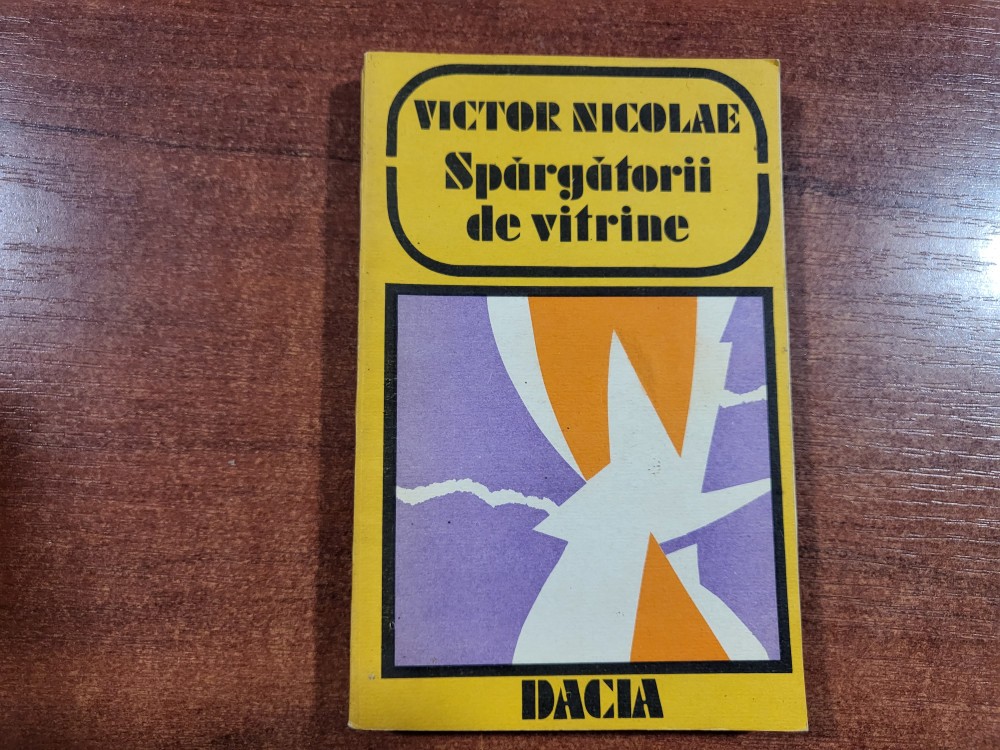 VICTOR NICOLAE
Spărgătorii
de vitrine
DACIA